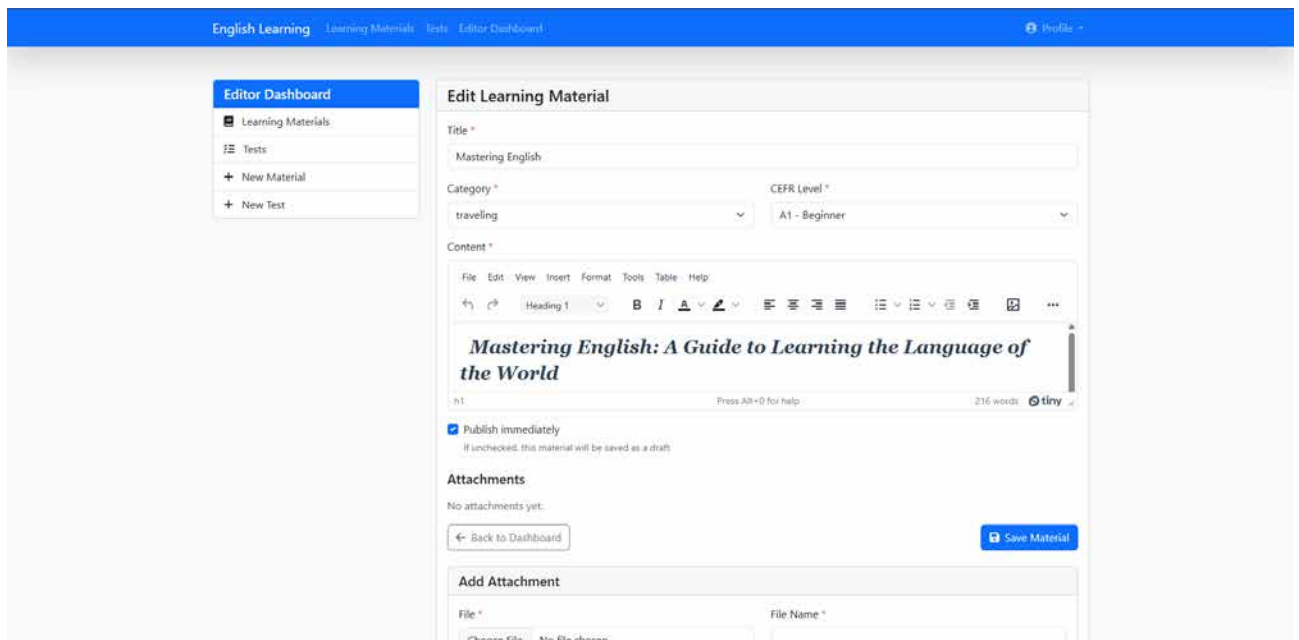 English Learning Learning Materials Tests Editor Dashboard Profile
Editor Dashboard
Learning Materials
Tests
New Material
New Test
Edit Learning Material
Title *
Mastering English
Category * CEFR Level *
traveling A1 - Beginner
Content *
File Edit View Insert Format Tools Table Help
Heading 1 B I A
Mastering English: A Guide to Learning the Language of
the World
h1 Press Alt+0 for help 216 words tiny
Publish immediately
If unchecked, this material will be saved as a draft
Attachments
No attachments yet.
Back to Dashboard Save Material
Add Attachment
File * File Name *
Choose File No file chosen